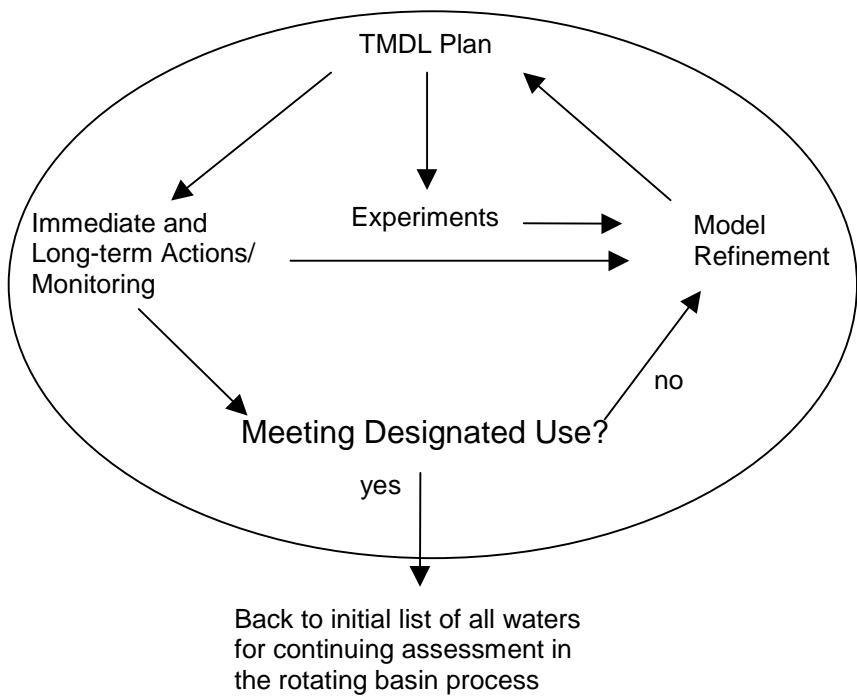 TMDL Plan
Immediate and
Long-term Actions/
Monitoring
Experiments
Model
Refinement
no
Meeting Designated Use?
yes
Back to initial list of all waters
for continuing assessment in
the rotating basin process